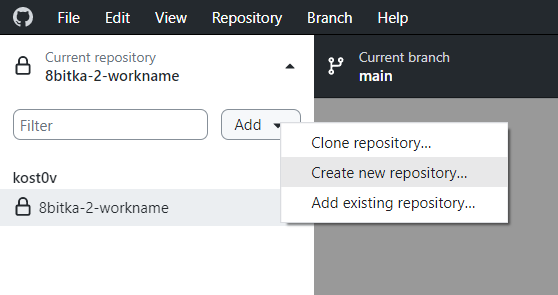 File Edit View Repository Branch Help
Current repository
8bitka-2-workname
Current branch
main
Filter
Add
Clone repository...
Create new repository...
Add existing repository...
kost0v
8bitka-2-workname